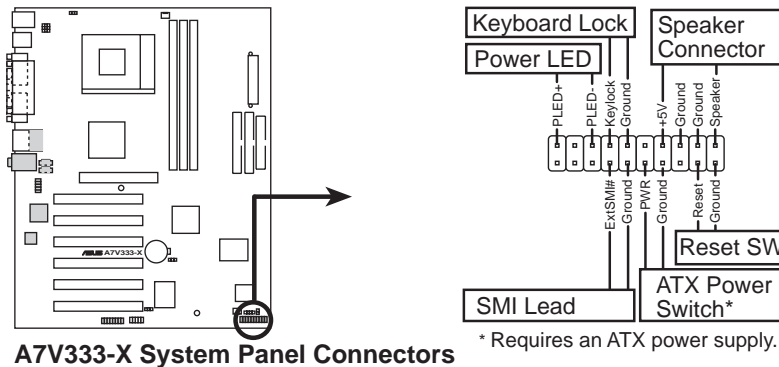 Keyboard Lock
Speaker
Connector
Power LED
PLED+
PLED-
Keylock
Ground
+5V
Ground
Ground
Speaker
ExtSMI#
Ground
PWR
Ground
Reset
Ground
Reset SW
ATX Power
Switch*
SMI Lead
* Requires an ATX power supply.
ASUS A7V333-X
A7V333-X System Panel Connectors